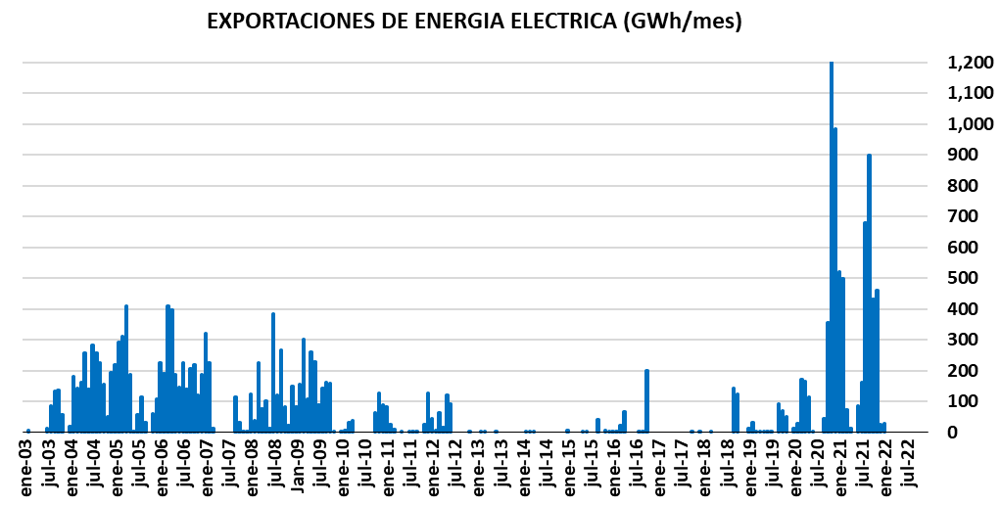 EXPORTACIONES DE ENERGIA ELECTRICA (GWh/mes)
1,200
1,100
1,000
900
800
700
600
500
400
300
200
100
0
ene-03
jul-03
ene-04
jul-04
ene-05
jul-05
ene-06
jul-06
ene-07
jul-07
ene-08
jul-08
Jan-09
jul-09
ene-10
jul-10
ene-11
jul-11
ene-12
jul-12
ene-13
jul-13
ene-14
jul-14
ene-15
jul-15
ene-16
jul-16
ene-17
jul-17
ene-18
jul-18
ene-19
jul-19
ene-20
jul-20
ene-21
jul-21
ene-22
jul-22